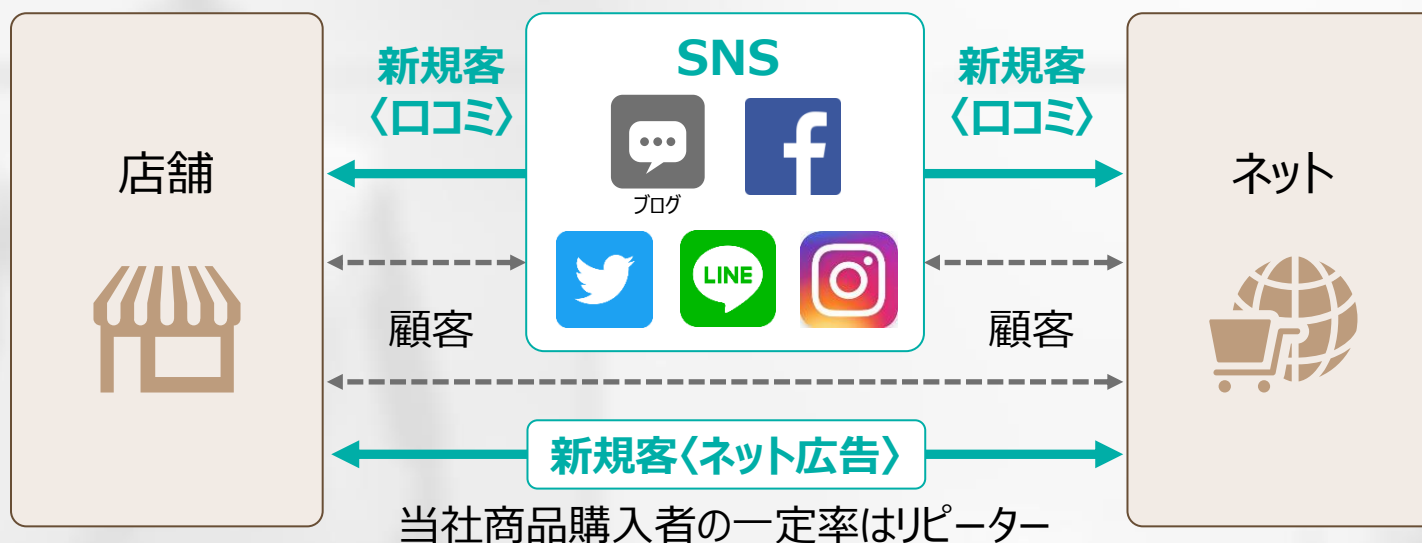 SNS
新規客
〈口コミ〉
新規客
〈口コミ〉
店舗
ブログ
LINE
ネット
顧客
顧客
新規客〈ネット広告〉
当社商品購入者の一定率はリピーター